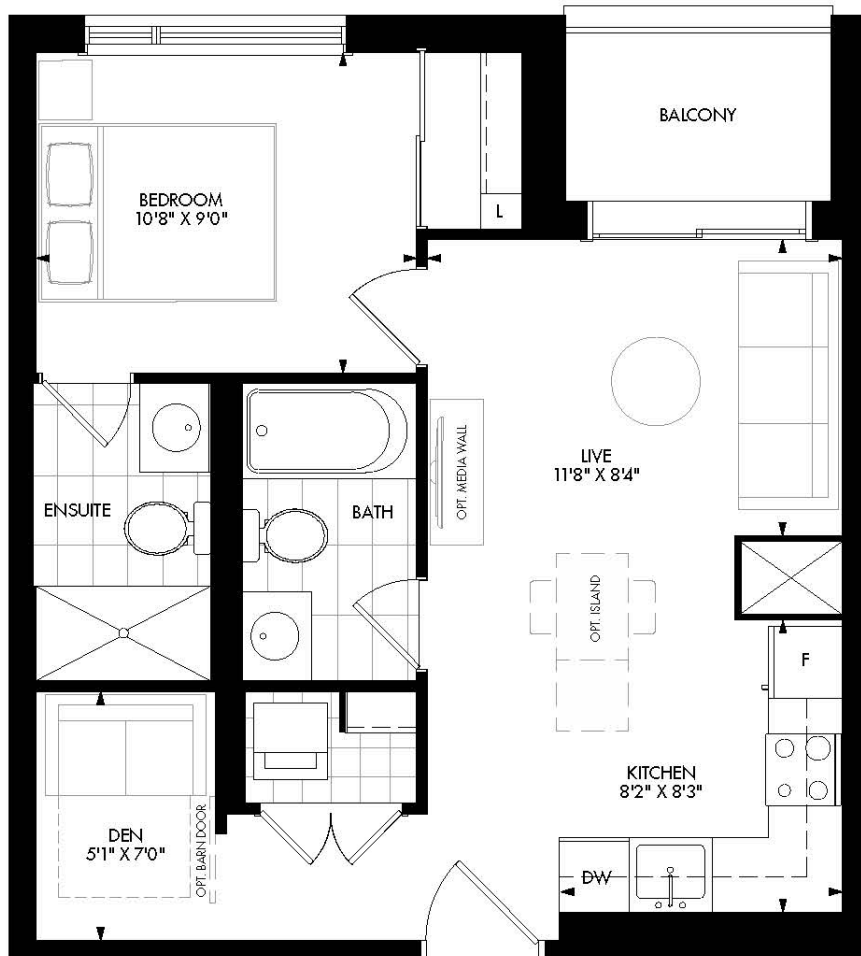 BALCONY
BEDROOM
10'8" X 9'0"
L
LIVE
11'8" X 8'4"
OPT. MEDIA WALL
ENSUITE
BATH
OPT. ISLAND
F
KITCHEN
8'2" X 8'3"
DEN
5'1" X 7'0"
OPT. BARN DOOR
DW